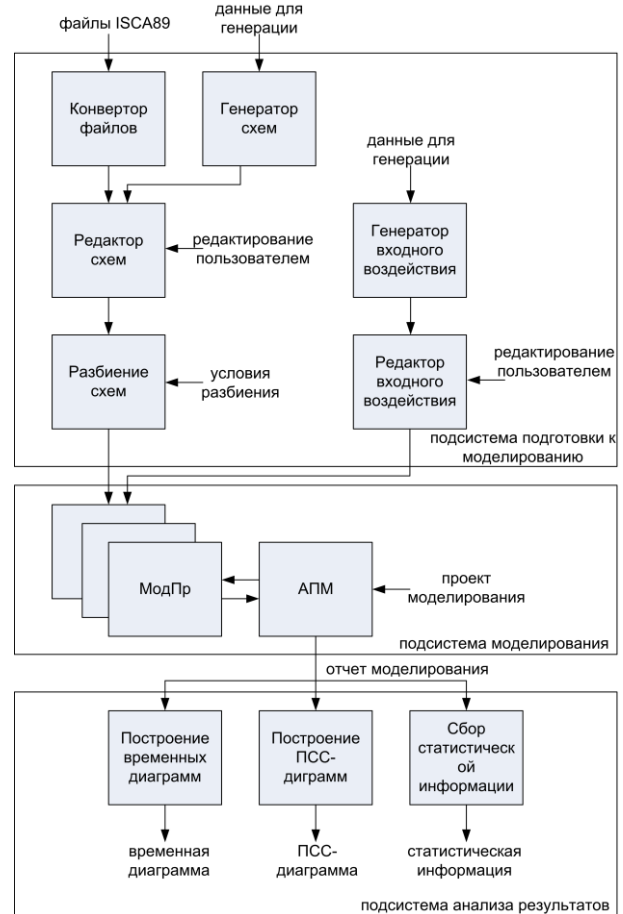 файлы ISCA89
данные для
генерации
Конвертор
файлов
Генератор
схем
данные для
генерации
Редактор
схем
редактирование
пользователем
Генератор
входного
воздействия
Разбиение
схем
условия
разбиения
Редактор
входного
воздействия
редактирование
пользователем
подсистема подготовки к
моделированию
МодПр
АПМ
проект
моделирования
подсистема моделирования
отчет моделирования
Построение
временных
диаграмм
Построение
ПСС-
диграмм
Сбор
статистическ
ой
информации
временная
диаграмма
ПСС-
диаграмма
статистическая
информация
подсистема анализа результатов